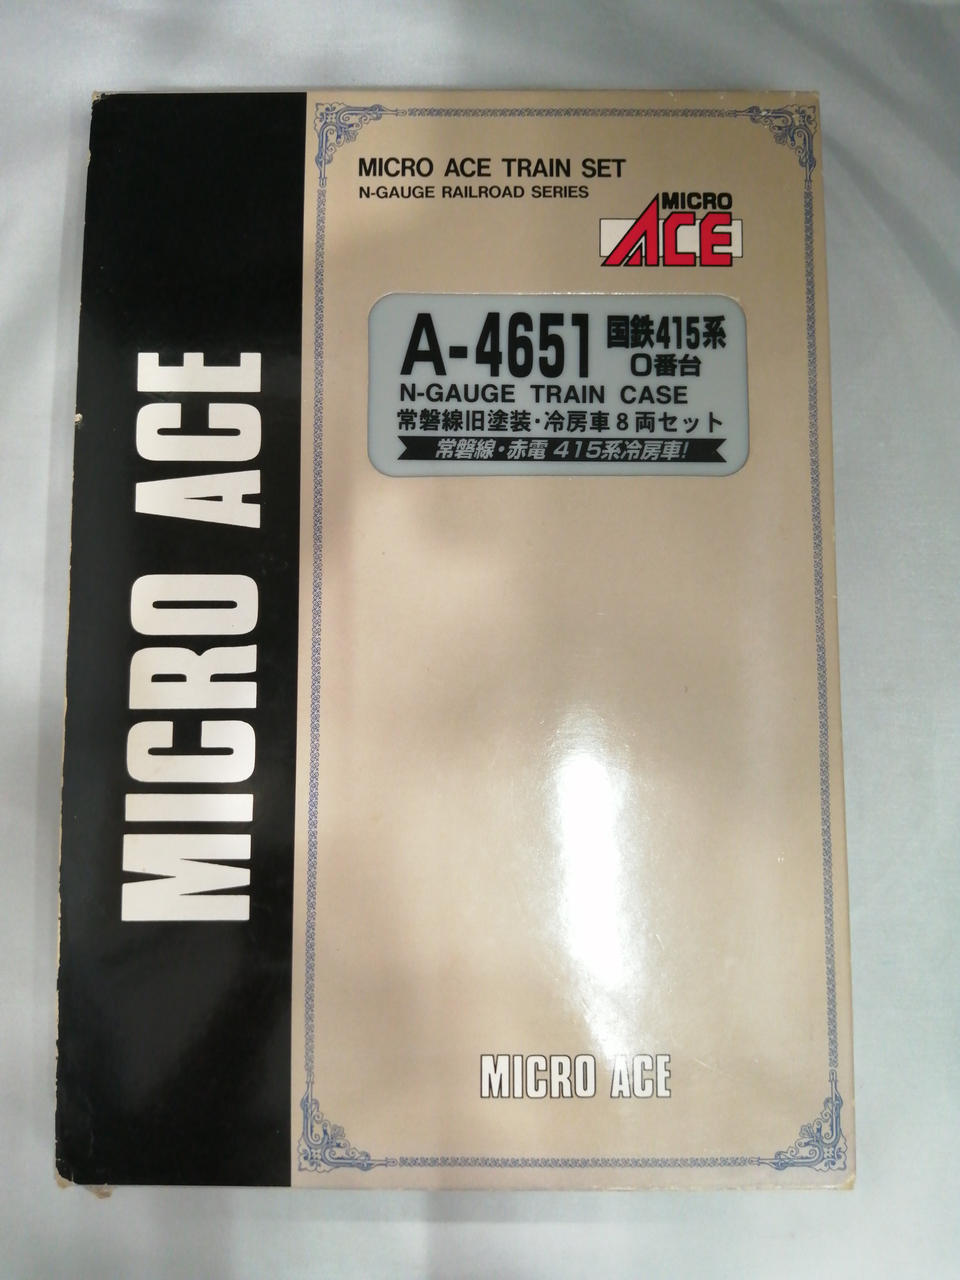 MICRO ACE
MICRO ACE TRAIN SET
N-GAUGE RAILROAD SERIES
MICRO
ACE
A-4651 国鉄415系
0番台
N-GAUGE TRAIN CASE
常磐線旧塗装・冷房車8両セット
常磐線・赤電 415系冷房車!
MICRO ACE